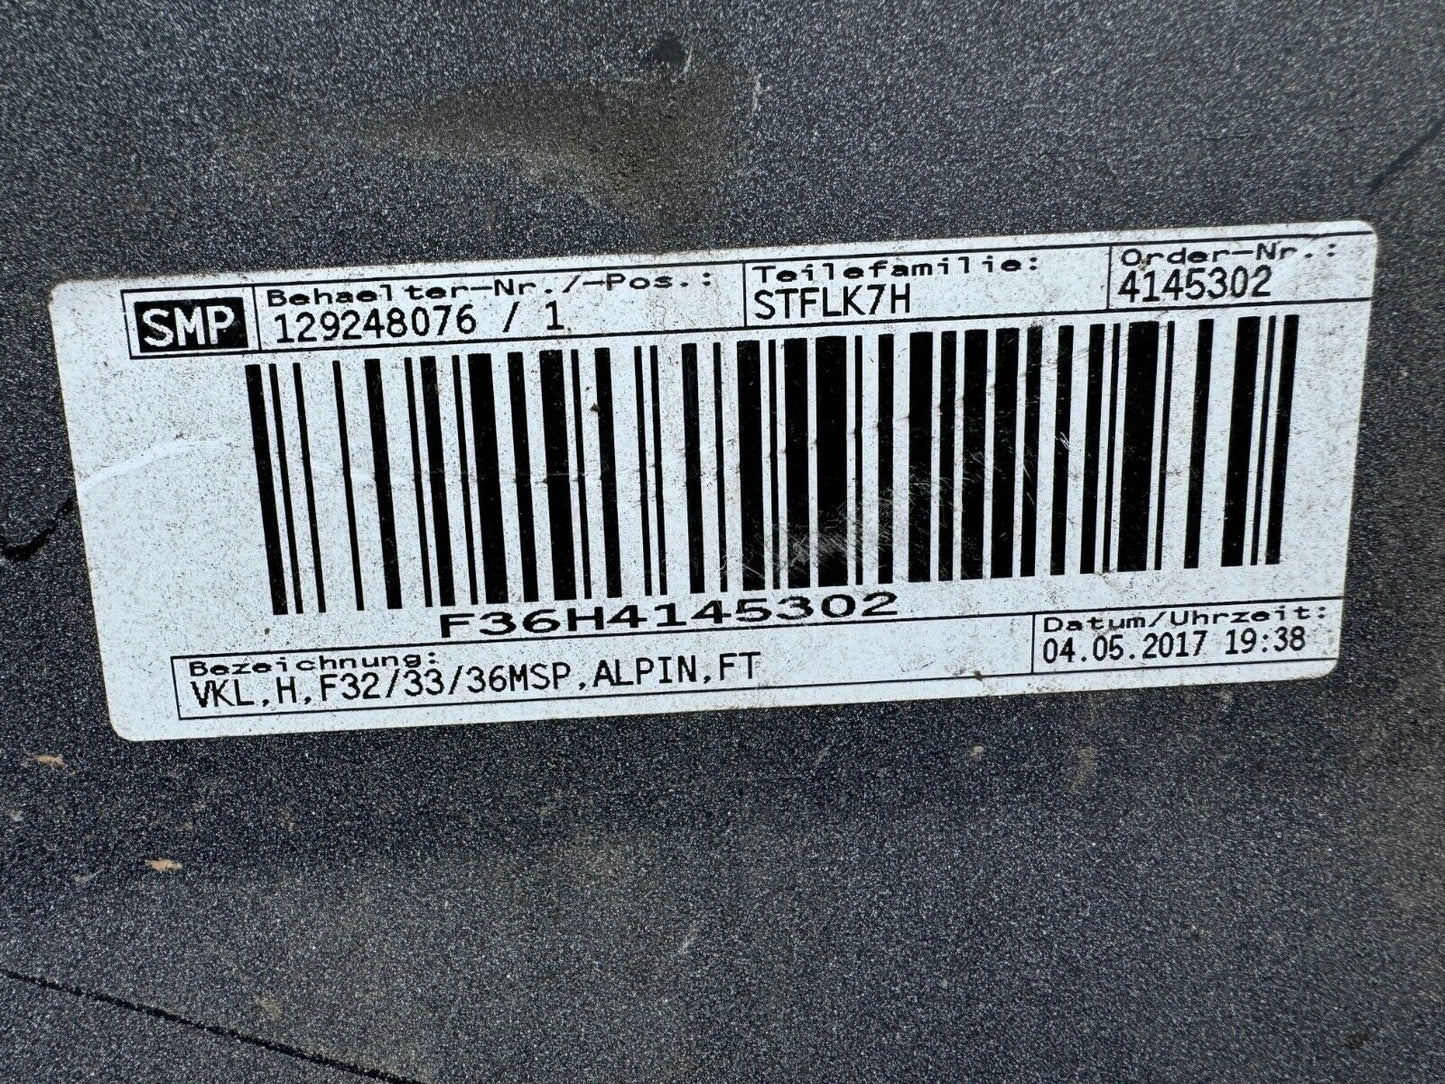 SMP
Behaelter-Nr./-Pos.:
129248076 / 1
Teilefamilie:
STFLK7H
Order-Nr.:
4145302
F36H4145302
Bezeichnung:
VKL,H,F32/33/36MSP,ALPIN,FT
Datum/Uhrzeit:
04.05.2017 19:38